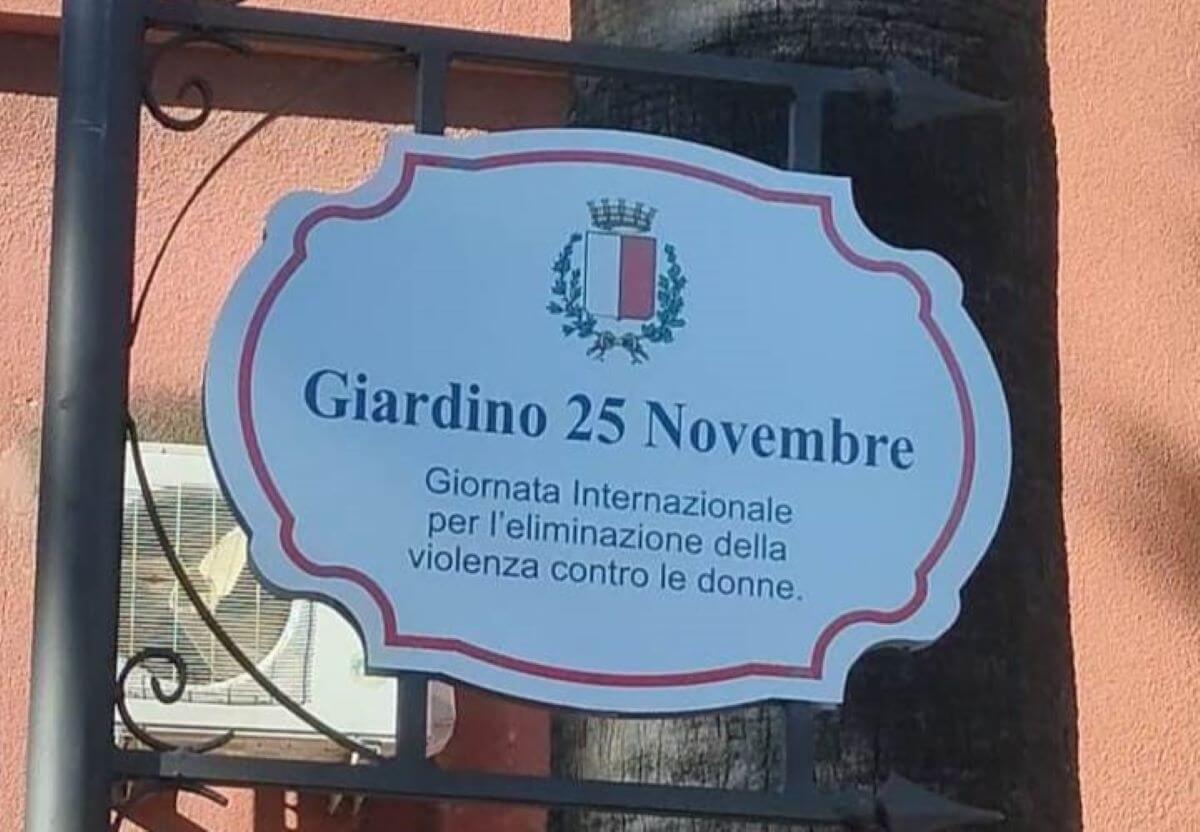 Giardino 25 Novembre
Giornata Internazionale
per l'eliminazione della
violenza contro le donne.